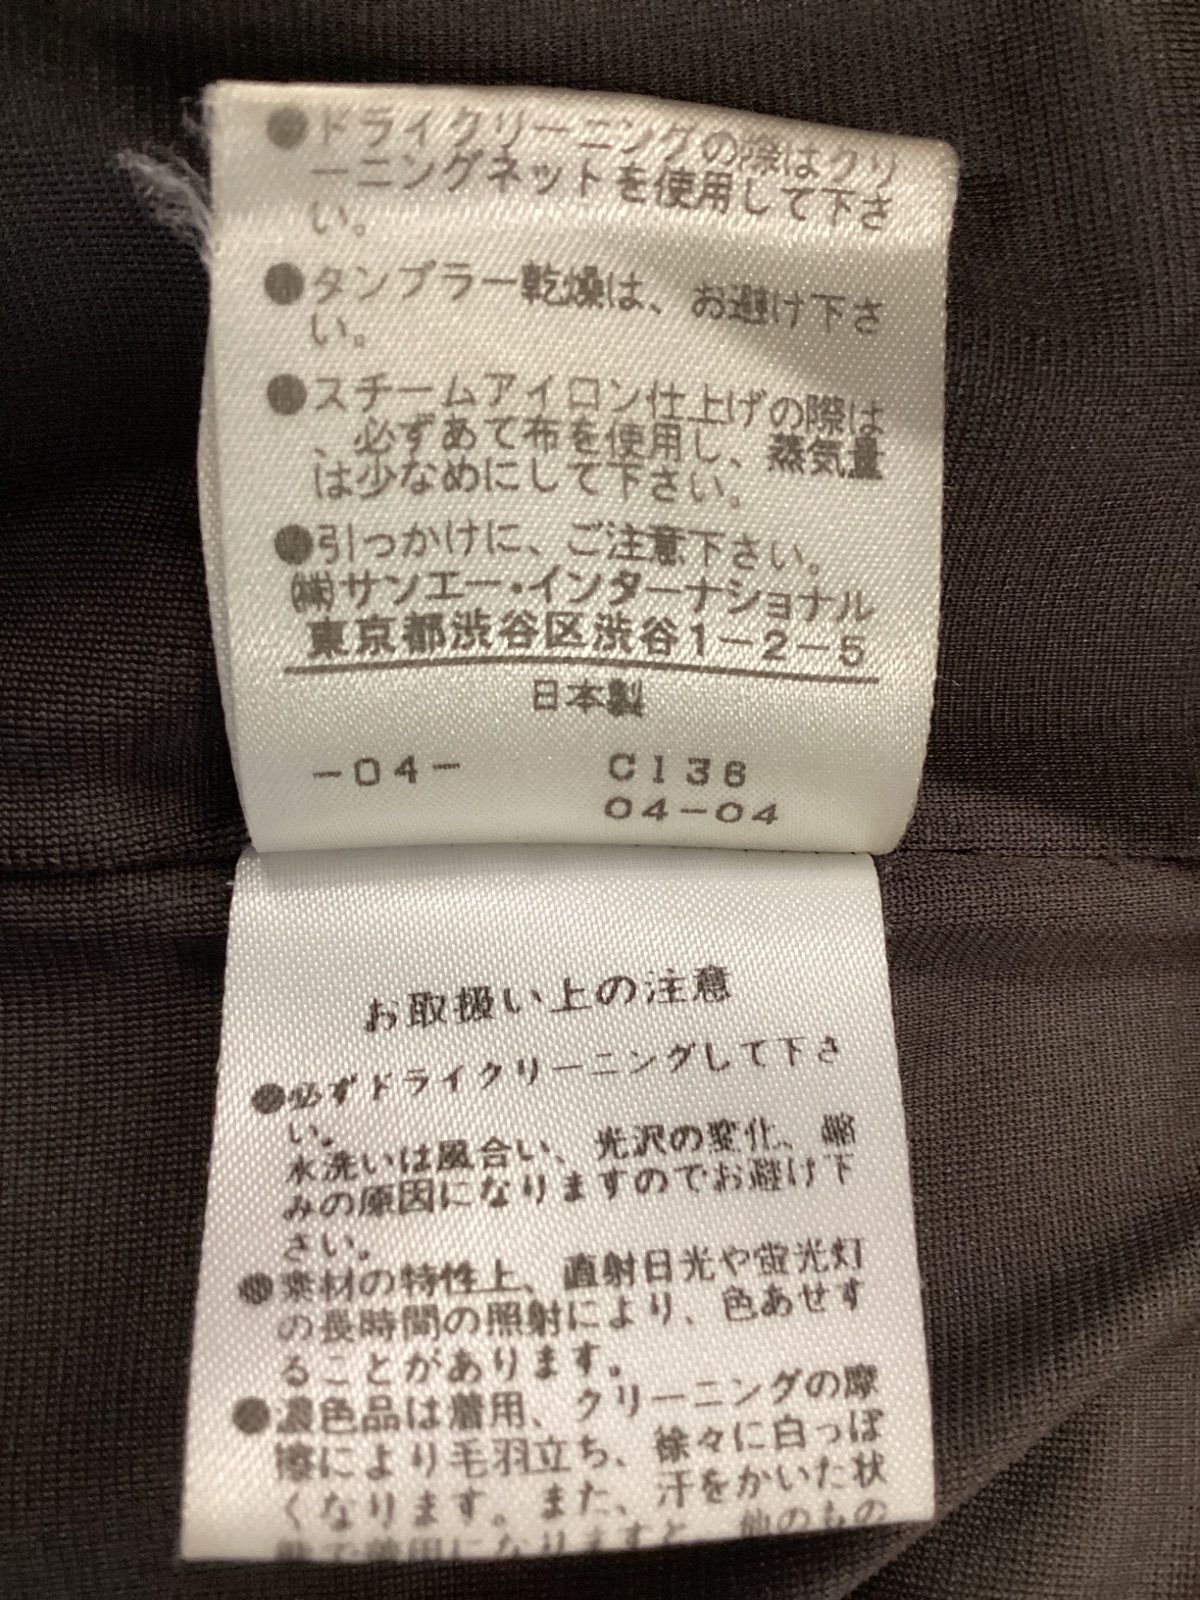 ●ドライクリーニングの際はクリ
ーニングネットを使用して下さ
い。
●タンブラー乾燥は、お避け下さ
い。
●スチームアイロン仕上げの際は
、必ずあて布を使用し、蒸気量
は少なめにして下さい。
●引っかけに、ご注意下さい。
㈱サンエー・インターナショナル
東京都渋谷区渋谷1-2-5
日本製
-04- C136
04-04
お取扱い上の注意
●必ずドライクリーニングして下さ
い。
水洗いは風合い、光沢の変化、縮
みの原因になりますのでお避け下
さい。
●素材の特性上、直射日光や蛍光灯
の長時間の照射により、色あせす
ることがあります。
●濃色品は着用、クリーニングの摩
擦により毛羽立ち、徐々に白っぽ
くなります。また、汗をかいた状
になりますと、他のもの